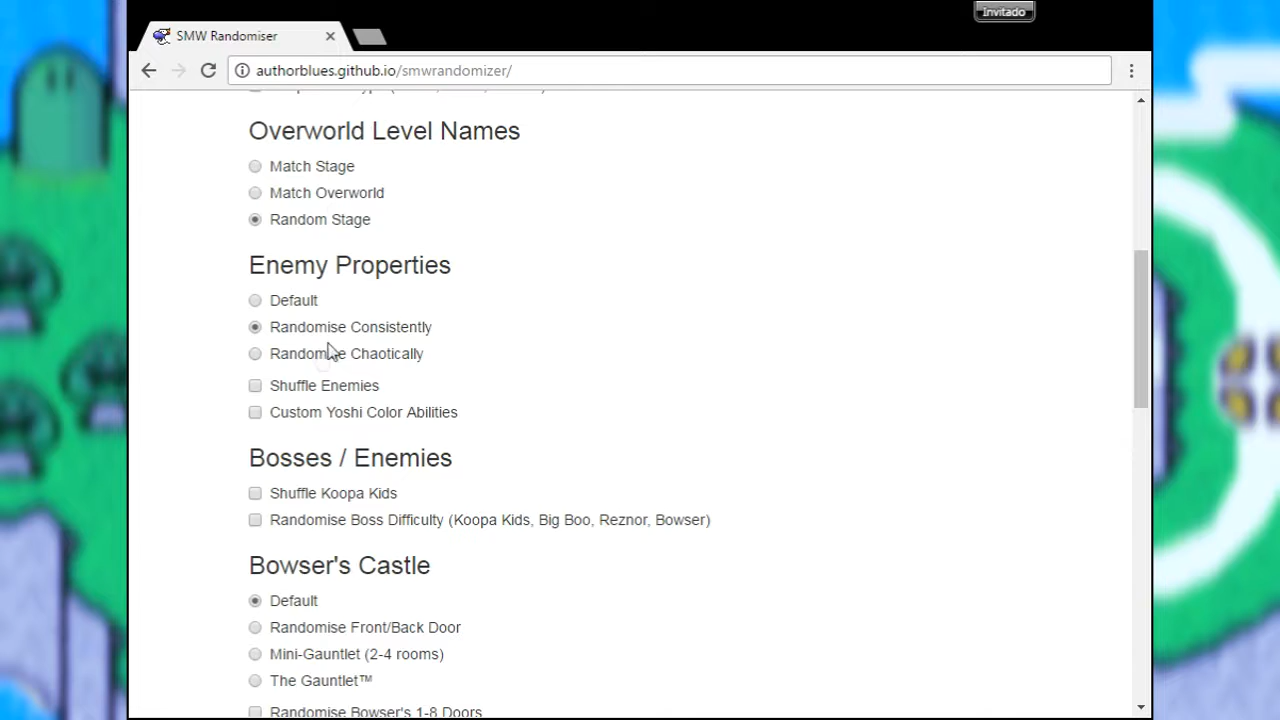 Invitado
SMW Randomiser
authorblues.github.io/smwrandomizer/
Overworld Level Names
Match Stage
Match Overworld
Random Stage
Enemy Properties
Default
Randomise Consistently
Randomise Chaotically
Shuffle Enemies
Custom Yoshi Color Abilities
Bosses / Enemies
Shuffle Koopa Kids
Randomise Boss Difficulty (Koopa Kids, Big Boo, Reznor, Bowser)
Bowser's Castle
Default
Randomise Front/Back Door
Mini-Gauntlet (2-4 rooms)
The Gauntlet™
Randomise Bowser's 1-8 Doors